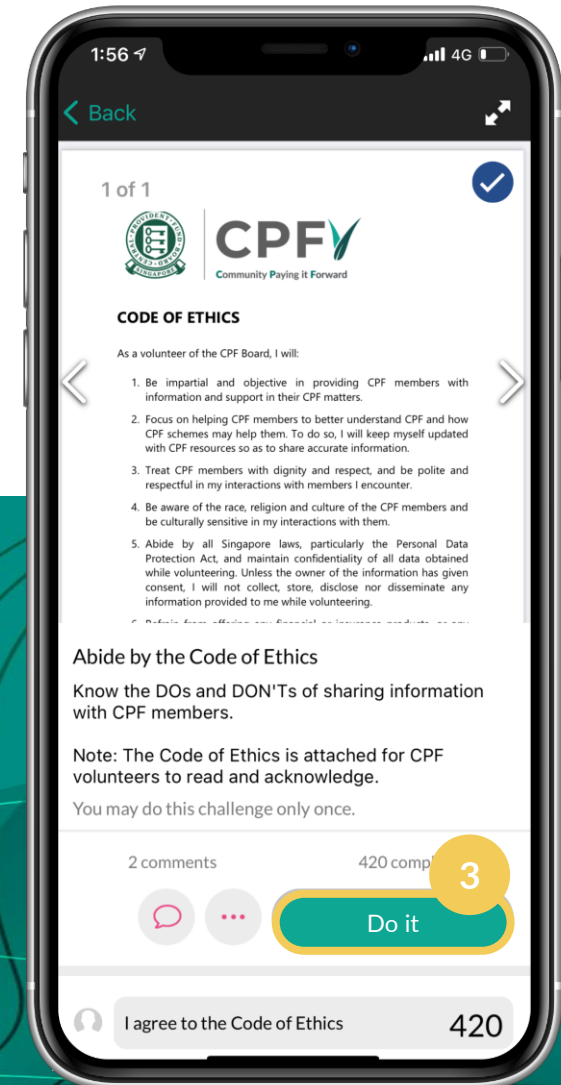 1:56
4G
Back
1 of 1
CENTRAL PROVIDENT FUND BOARD
SINGAPORE
CPF
Community Paying it Forward
CODE OF ETHICS
As a volunteer of the CPF Board, I will:
1. Be impartial and objective in providing CPF members with
information and support in their CPF matters.
2. Focus on helping CPF members to better understand CPF and how
CPF schemes may help them. To do so, I will keep myself updated
with CPF resources so as to share accurate information.
3. Treat CPF members with dignity and respect, and be polite and
respectful in my interactions with members I encounter.
4. Be aware of the race, religion and culture of the CPF members and
be culturally sensitive in my interactions with them.
5. Abide by all Singapore laws, particularly the Personal Data
Protection Act, and maintain confidentiality of all data obtained
while volunteering. Unless the owner of the information has given
consent, I will not collect, store, disclose nor disseminate any
information provided to me while volunteering.
Abide by the Code of Ethics
Know the DOs and DON'Ts of sharing information
with CPF members.
Note: The Code of Ethics is attached for CPF
volunteers to read and acknowledge.
You may do this challenge only once.
2 comments
420 comp
3
Do it
I agree to the Code of Ethics
420